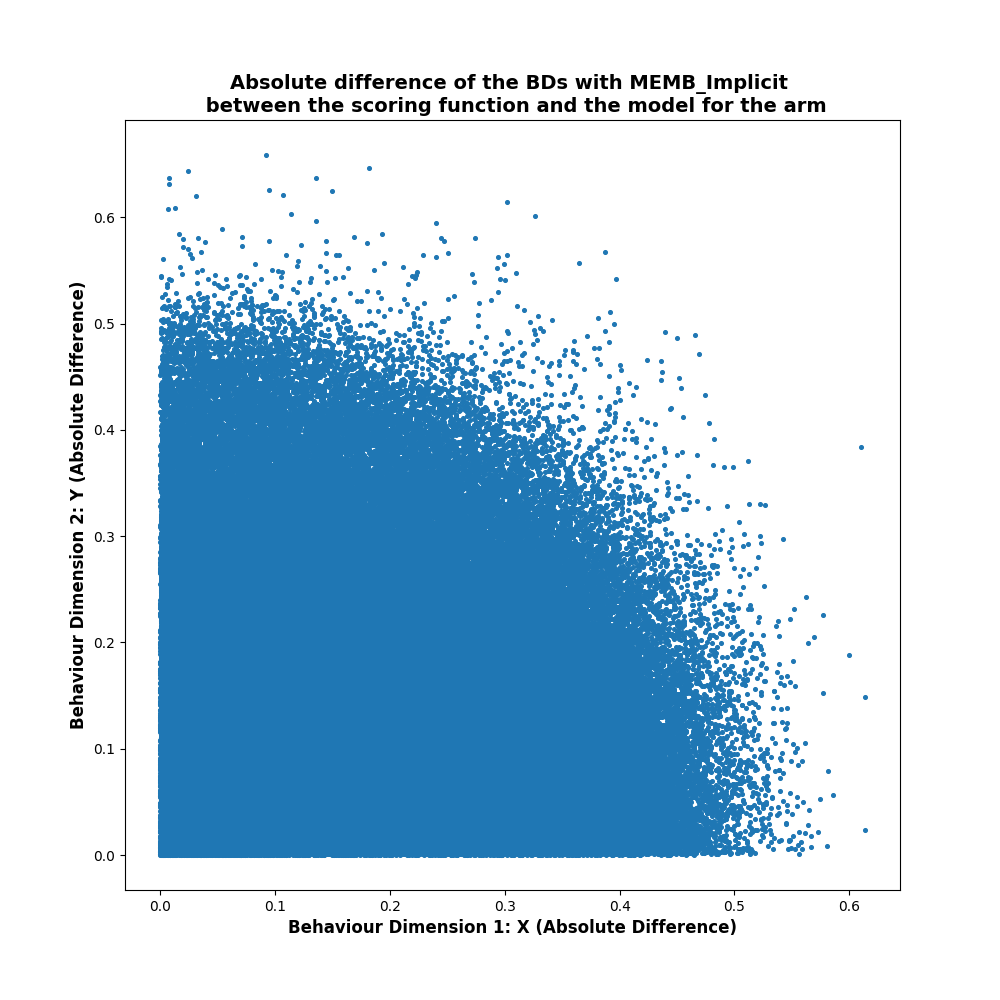 Absolute difference of the BDs with MEMB_Implicit
between the scoring function and the model for the arm
Behaviour Dimension 2: Y (Absolute Difference)
0.6
0.5
0.4
0.3
0.2
0.1
0.0
0.0 0.1 0.2 0.3 0.4 0.5 0.6
Behaviour Dimension 1: X (Absolute Difference)